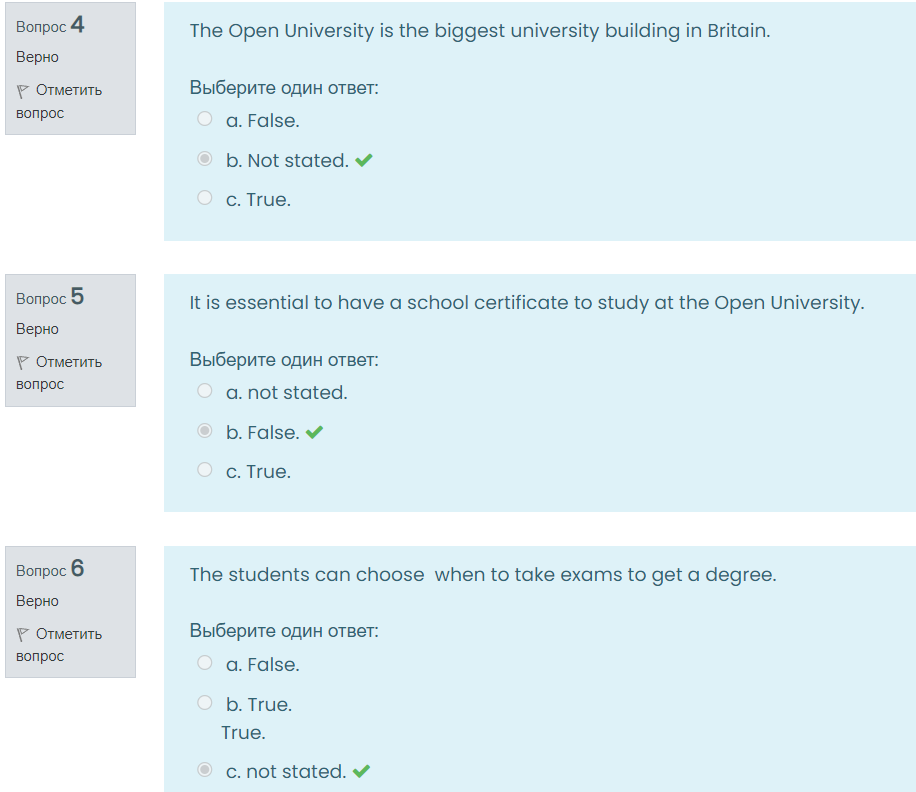 Вопрос 4
Верно
Отметить
вопрос
The Open University is the biggest university building in Britain.
Выберите один ответ:
a. False.
b. Not stated.
c. True.
Вопрос 5
Верно
Отметить
вопрос
It is essential to have a school certificate to study at the Open University.
Выберите один ответ:
a. not stated.
b. False.
c. True.
Вопрос 6
Верно
Отметить
вопрос
The students can choose  when to take exams to get a degree.
Выберите один ответ:
a. False.
b. True.
True.
c. not stated.